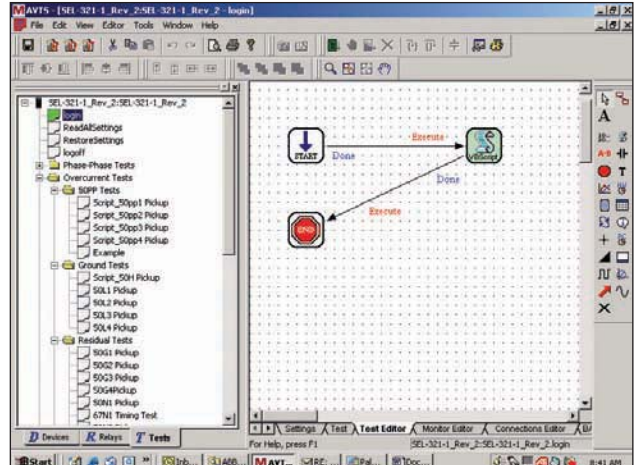 MAVTS - [SEL-321-1_Rev_2:SEL-321-1_Rev_2 - login]
File Edit View Editor Tools Window Help
SEL-321-1_Rev_2:SEL-321-1_Rev_2
login
ReadAllSettings
RestoreSettings
logoff
Phase-Phase Tests
Overcurrent Tests
50PP Tests
Script_50pp1 Pickup
Script_50pp2 Pickup
Script_50pp3 Pickup
Script_50pp4 Pickup
Example
Ground Tests
Script_50H Pickup
50L1 Pickup
50L2 Pickup
50L3 Pickup
50L4 Pickup
Residual Tests
50G1 Pickup
50G2 Pickup
50G3 Pickup
50G4Pickup
50N1 Pickup
67N1 Timing Test
D Devices R Relays T Tests
START
Done
Execute
VBScript
Done
Execute
END
A
A-B
T
Settings Test Test Editor Monitor Editor Connections Editor
For Help, press F1
SEL-321-1_Rev_2:SEL-321-1_Rev_2.login
Start
MAVT...
8:41 AM